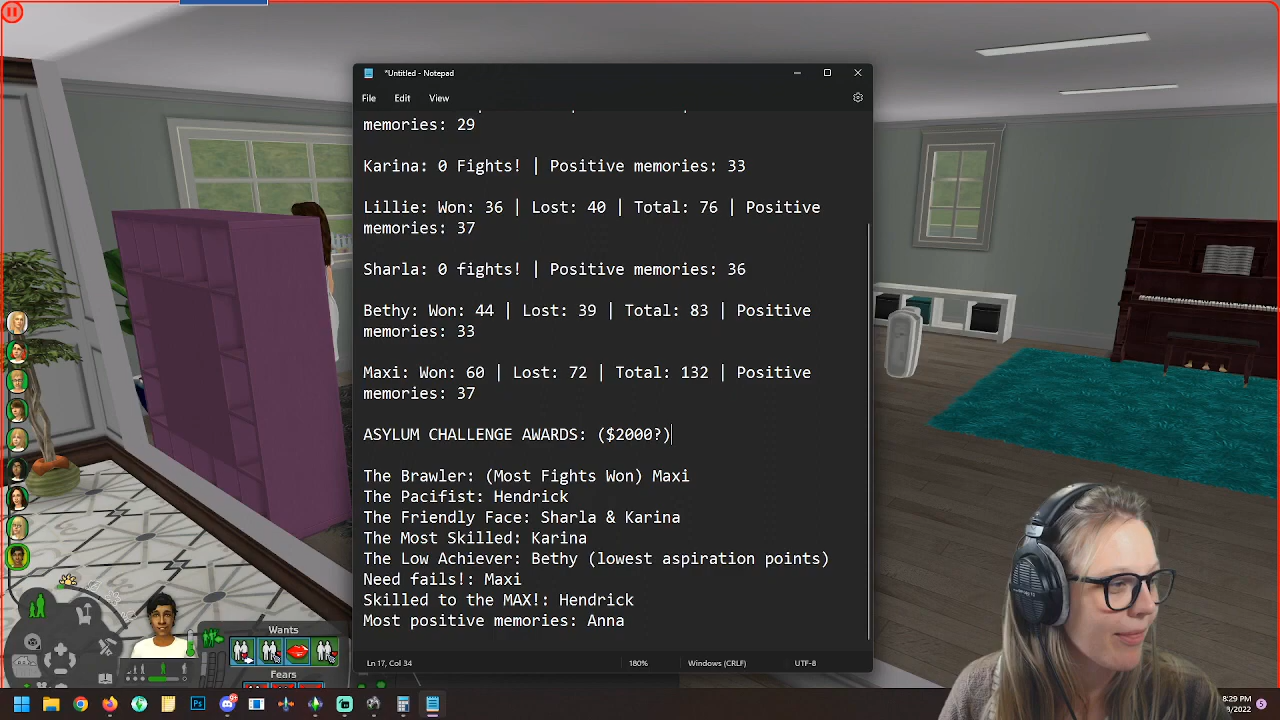 *Untitled - Notepad
File Edit View
memories: 29
Karina: 0 Fights! | Positive memories: 33
Lillie: Won: 36 | Lost: 40 | Total: 76 | Positive
memories: 37
Sharla: 0 fights! | Positive memories: 36
Bethy: Won: 44 | Lost: 39 | Total: 83 | Positive
memories: 33
Maxi: Won: 60 | Lost: 72 | Total: 132 | Positive
memories: 37
ASYLUM CHALLENGE AWARDS: ($2000?)
The Brawler: (Most Fights Won) Maxi
The Pacifist: Hendrick
The Friendly Face: Sharla & Karina
The Most Skilled: Karina
The Low Achiever: Bethy (lowest aspiration points)
Need fails!: Maxi
Skilled to the MAX!: Hendrick
Most positive memories: Anna
Ln 17, Col 34 180% Windows (CRLF) UTF-8
Wants
Fears
Ps
8:29 PM
/2022
5